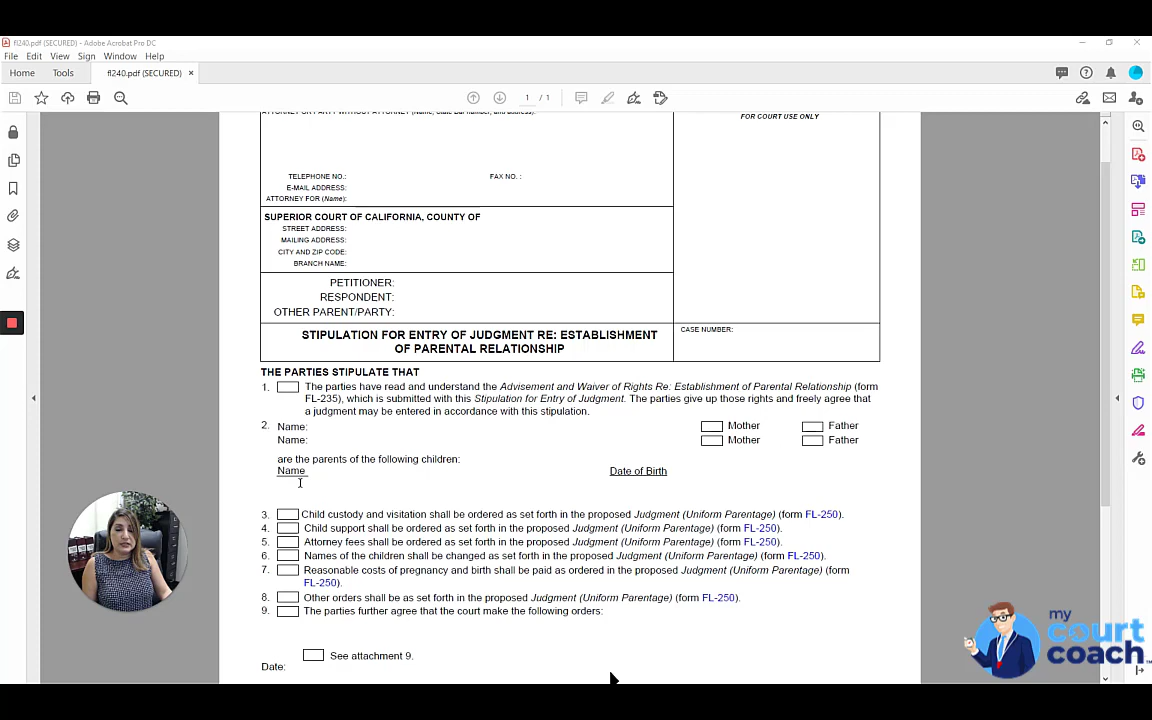 fl240.pdf (SECURED) - Adobe Acrobat Pro DC
File Edit View Sign Window Help
Home Tools fl240.pdf (SECURED) ×
1 / 1
ATTORNEY OR PARTY WITHOUT ATTORNEY (Name, State Bar number, and address):
FOR COURT USE ONLY
TELEPHONE NO.: FAX NO. :
E-MAIL ADDRESS:
ATTORNEY FOR (Name):
SUPERIOR COURT OF CALIFORNIA, COUNTY OF
STREET ADDRESS:
MAILING ADDRESS:
CITY AND ZIP CODE:
BRANCH NAME:
PETITIONER:
RESPONDENT:
OTHER PARENT/PARTY:
STIPULATION FOR ENTRY OF JUDGMENT RE: ESTABLISHMENT
OF PARENTAL RELATIONSHIP
CASE NUMBER:
THE PARTIES STIPULATE THAT
1. The parties have read and understand the Advisement and Waiver of Rights Re: Establishment of Parental Relationship (form
FL-235), which is submitted with this Stipulation for Entry of Judgment. The parties give up those rights and freely agree that
a judgment may be entered in accordance with this stipulation.
2. Name: Mother Father
Name: Mother Father
are the parents of the following children:
Name Date of Birth
3. Child custody and visitation shall be ordered as set forth in the proposed Judgment (Uniform Parentage) (form FL-250).
4. Child support shall be ordered as set forth in the proposed Judgment (Uniform Parentage) (form FL-250).
5. Attorney fees shall be ordered as set forth in the proposed Judgment (Uniform Parentage) (form FL-250).
6. Names of the children shall be changed as set forth in the proposed Judgment (Uniform Parentage) (form FL-250).
7. Reasonable costs of pregnancy and birth shall be paid as ordered in the proposed Judgment (Uniform Parentage) (form
FL-250).
8. Other orders shall be as set forth in the proposed Judgment (Uniform Parentage) (form FL-250).
9. The parties further agree that the court make the following orders:
See attachment 9.
Date:
my
court
coach